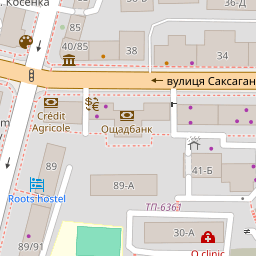 . Косенка
36-Д
85
40/85
38
34
вулиця Саксаган
Crédit
Agricole
Ощадбанк
89
41-Б
89-А
Roots hostel
ТП-6361
30-А
89/91
O clinic